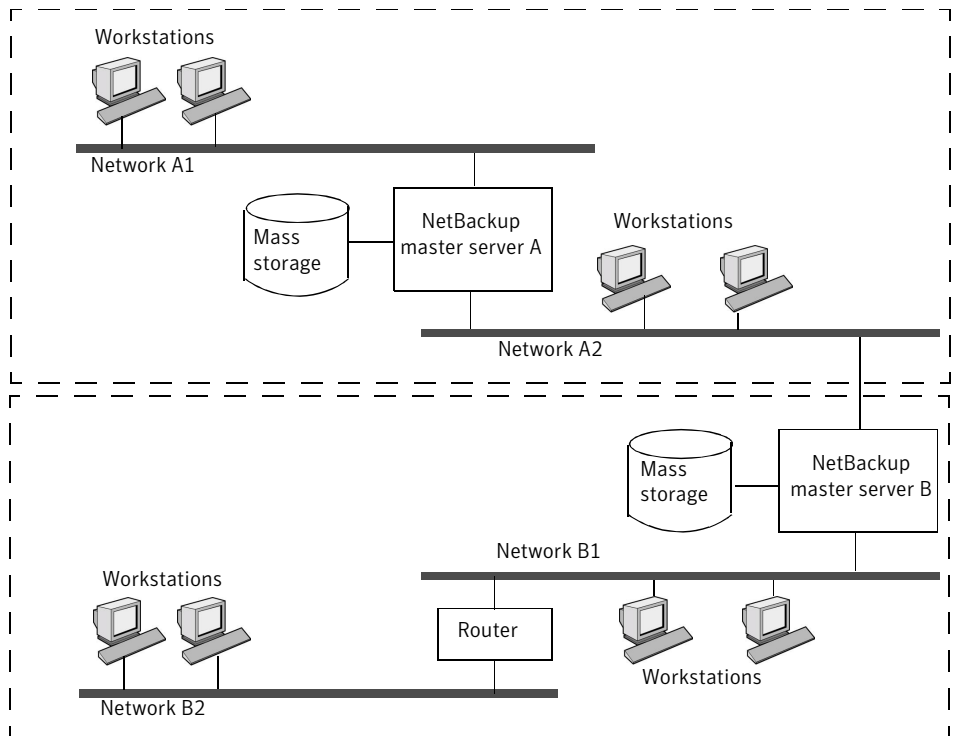 Workstations
Network A1
NetBackup
master server A
Mass
storage
Workstations
Network A2
NetBackup
master server B
Mass
storage
Network B1
Workstations
Router
Workstations
Network B2